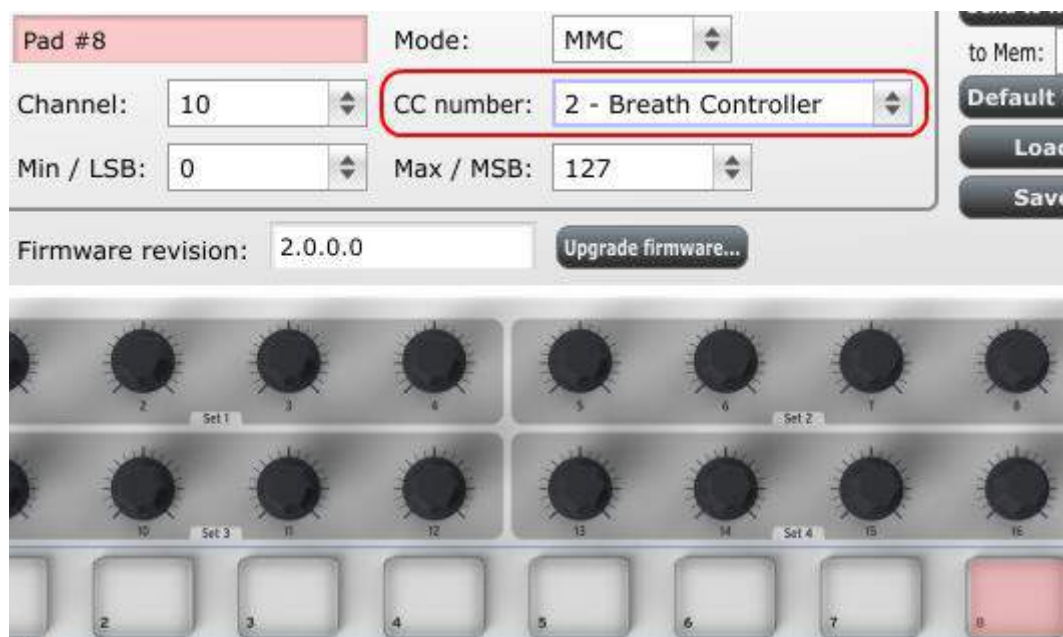 Pad #8 Mode: MMC
to Mem:
Channel: 10 CC number: 2 - Breath Controller Default
Min / LSB: 0 Max / MSB: 127 Load
Save
Firmware revision: 2.0.0.0 Upgrade firmware...
2 3 4 5 6 7 8
Set 1 Set 2
10 11 12 13 14 15 16
Set 3 Set 4
2 3 4 5 6 7 8